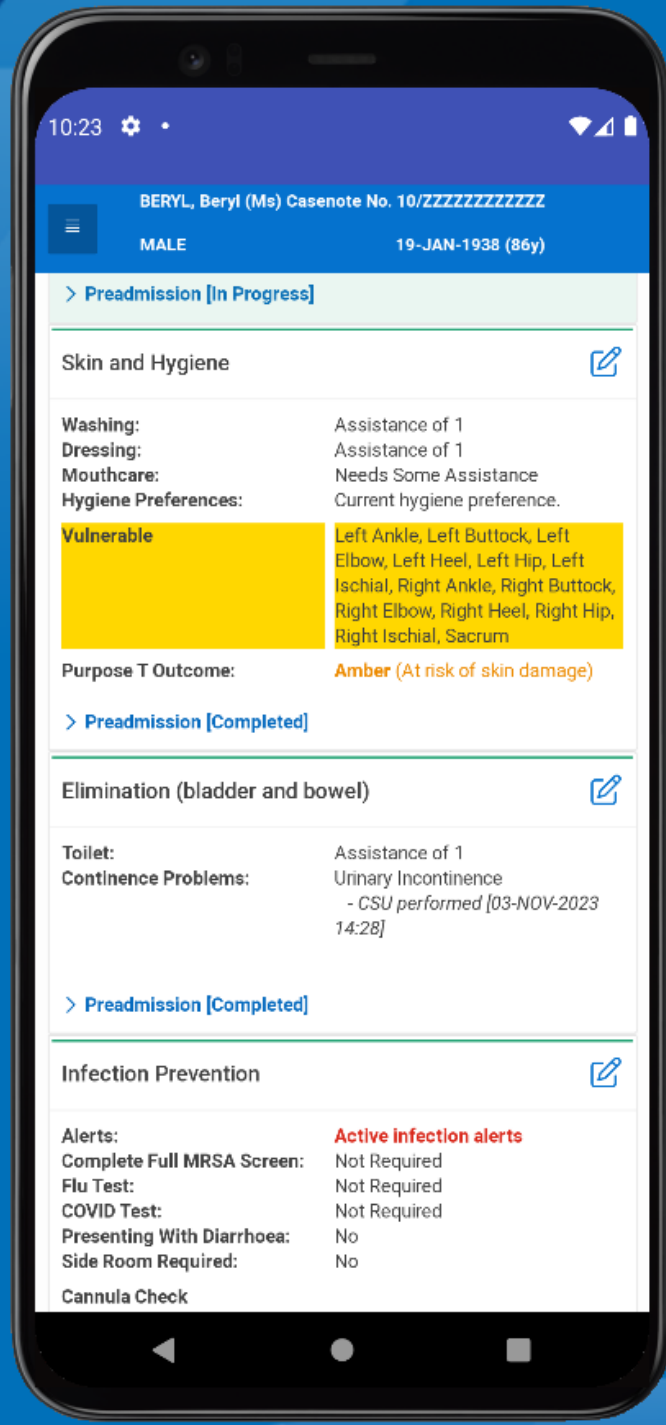 10:23
BERYL, Beryl (Ms) Casenote No. 10/ZZZZZZZZZZZZ
MALE 19-JAN-1938 (86y)
> Preadmission [In Progress]
Skin and Hygiene
Washing: Assistance of 1
Dressing: Assistance of 1
Mouthcare: Needs Some Assistance
Hygiene Preferences: Current hygiene preference.
Vulnerable Left Ankle, Left Buttock, Left
Elbow, Left Heel, Left Hip, Left
Ischial, Right Ankle, Right Buttock,
Right Elbow, Right Heel, Right Hip,
Right Ischial, Sacrum
Purpose T Outcome: Amber (At risk of skin damage)
> Preadmission [Completed]
Elimination (bladder and bowel)
Toilet: Assistance of 1
Continence Problems: Urinary Incontinence
- CSU performed [03-NOV-2023
14:28]
> Preadmission [Completed]
Infection Prevention
Alerts: Active infection alerts
Complete Full MRSA Screen: Not Required
Flu Test: Not Required
COVID Test: Not Required
Presenting With Diarrhoea: No
Side Room Required: No
Cannula Check